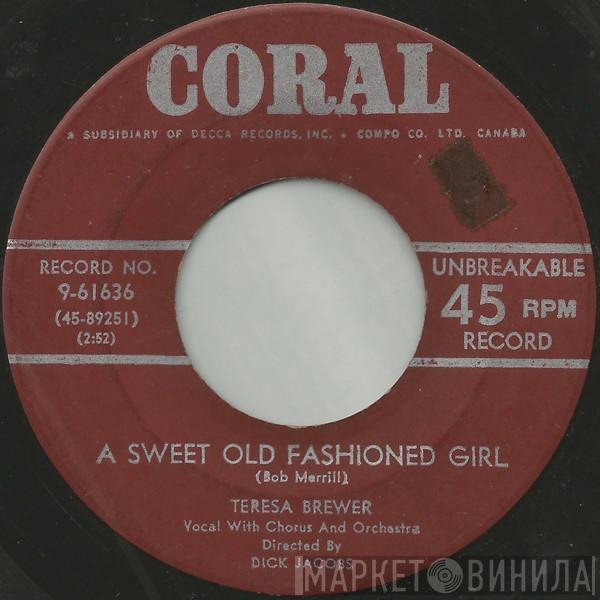 CORAL
A SUBSIDIARY OF DECCA RECORDS, INC. • COMPO CO. LTD. CANADA
RECORD NO.
9-61636
(45-89251)
(2:52)
UNBREAKABLE
45 RPM
RECORD
A SWEET OLD FASHIONED GIRL
(Bob Merrill)
TERESA BREWER
Vocal With Chorus And Orchestra
Directed By
DICK JACOBS
МАРКЕТ ВИНИЛА